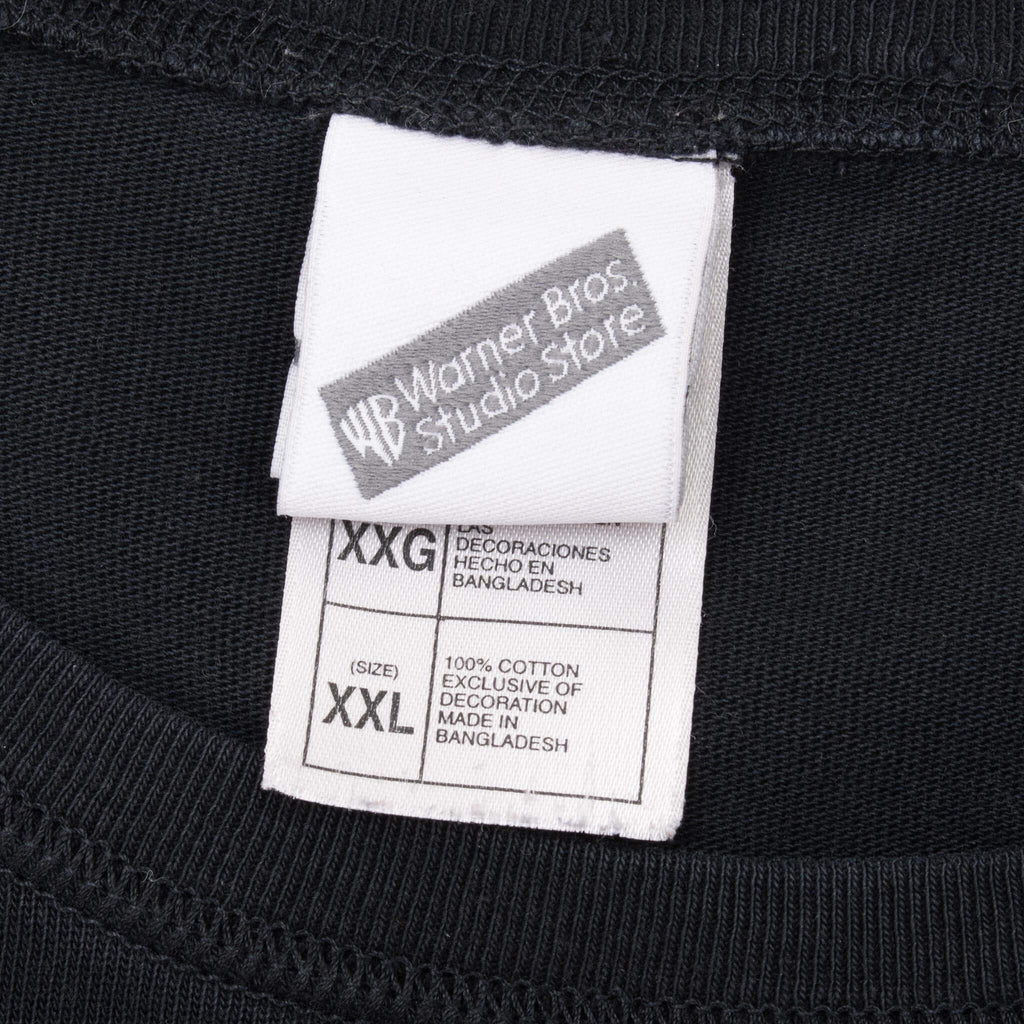 WB Warner Bros.
Studio Store
XXG
LAS
DECORACIONES
HECHO EN
BANGLADESH
(SIZE)
XXL
100% COTTON
EXCLUSIVE OF
DECORATION
MADE IN
BANGLADESH